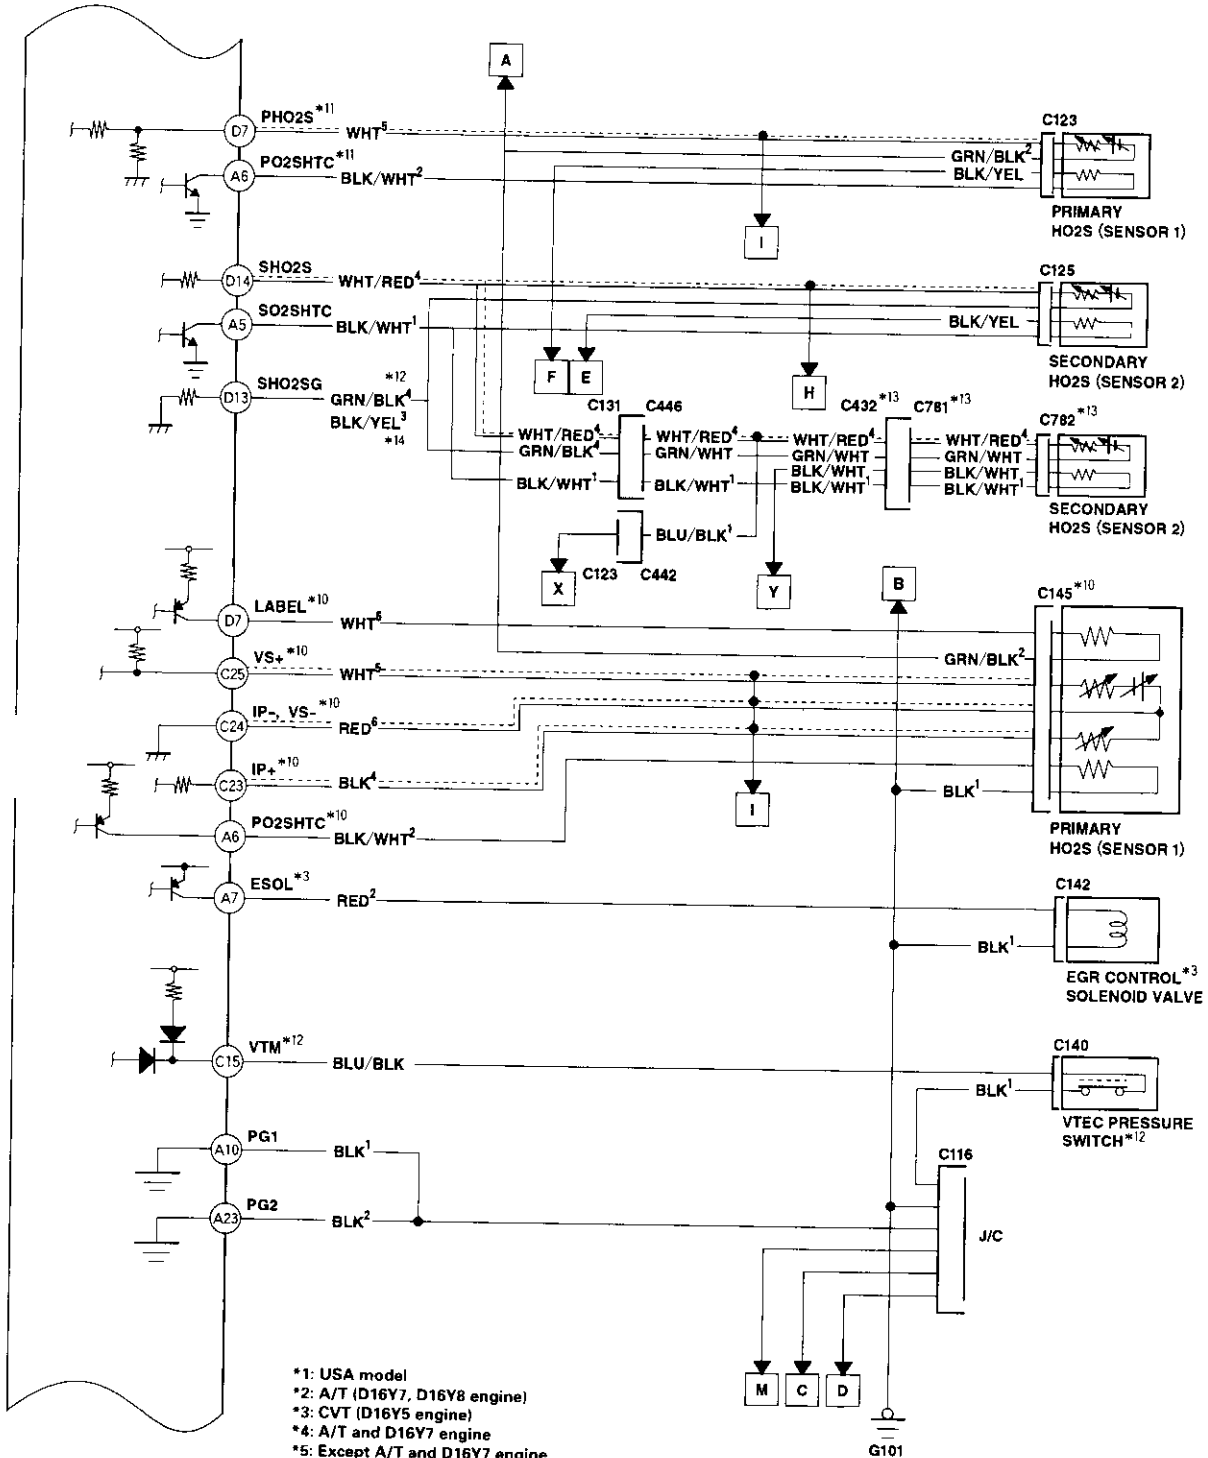 A
PHO2S*11
D7
WHT5
C123
PO2SHTC*11
A6
BLK/WHT2
GRN/BLK2
BLK/YEL
PRIMARY
HO2S (SENSOR 1)
I
SHO2S
D14
WHT/RED4
C125
SO2SHTC
A5
BLK/WHT1
BLK/YEL
SECONDARY
HO2S (SENSOR 2)
F
E
H
SHO2SG
D13
*12
GRN/BLK4
BLK/YEL3
*14
C131
C446
C432*13
C781*13
C782*13
WHT/RED4
WHT/RED4
WHT/RED4
WHT/RED4
GRN/BLK4
GRN/WHT
GRN/WHT
GRN WHT
BLK/WHT
BLK/WHT
BLK/WHT1
BLK/WHT1
BLK/WHT1
BLK/WHT1
SECONDARY
HO2S (SENSOR 2)
BLU/BLK1
C123
C442
X
Y
B
LABEL*10
D7
WHT6
C145*10
VS+*10
C25
WHT5
GRN/BLK2
IP-, VS-*10
C24
RED6
IP+*10
C23
BLK4
I
BLK1
PO2SHTC*10
A6
BLK/WHT2
PRIMARY
HO2S (SENSOR 1)
ESOL*3
A7
RED2
C142
BLK1
EGR CONTROL*3
SOLENOID VALVE
VTM*12
C15
BLU/BLK
C140
BLK1
VTEC PRESSURE
SWITCH*12
PG1
A10
BLK1
C116
PG2
A23
BLK2
J/C
M
C
D
G101
*1: USA model
*2: A/T (D16Y7, D16Y8 engine)
*3: CVT (D16Y5 engine)
*4: A/T and D16Y7 engine
*5: Except A/T and D16Y7 engine